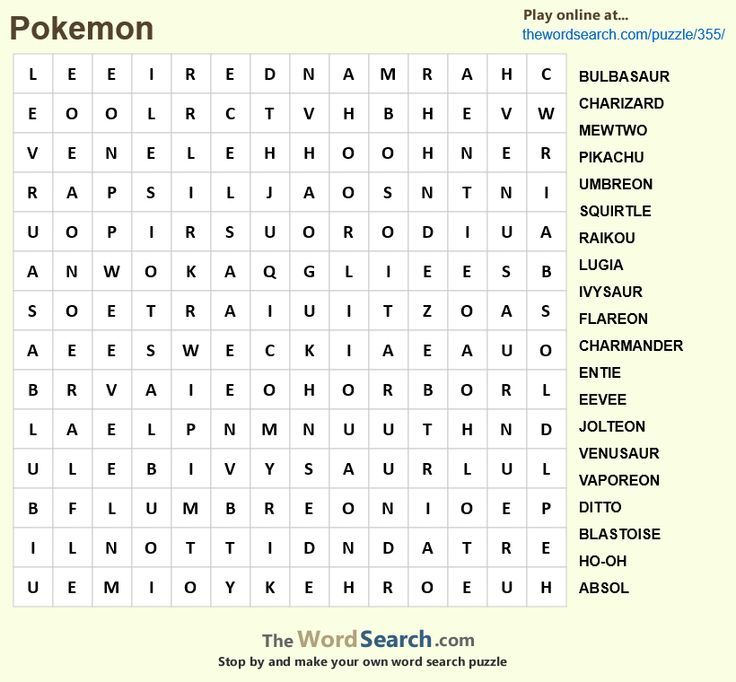 Pokemon
Play online at...
thewordsearch.com/puzzle/355/
L E E I R E D N A M R A H C
E O O L R C T V H B H E V W
V E N E L E H H O O H N E R
R A P S I L J A O S N T N I
U O P I R S U O R O D I U A
A N W O K A Q G L I E E S B
S O E T R A I U I T Z O A S
A E E S W E C K I A E A U O
B R V A I E O H O R B O R L
L A E L P N M N U U T H N D
U L E B I V Y S A U R L U L
B F L U M B R E O N I O E P
I L N O T T I D N D A T R E
U E M I O Y K E H R O E U H
BULBASAUR
CHARIZARD
MEWTWO
PIKACHU
UMBREON
SQUIRTLE
RAIKOU
LUGIA
IVYSAUR
FLAREON
CHARMANDER
ENTIE
EEVEE
JOLTEON
VENUSAUR
VAPOREON
DITTO
BLASTOISE
HO-OH
ABSOL
The WordSearch.com
Stop by and make your own word search puzzle